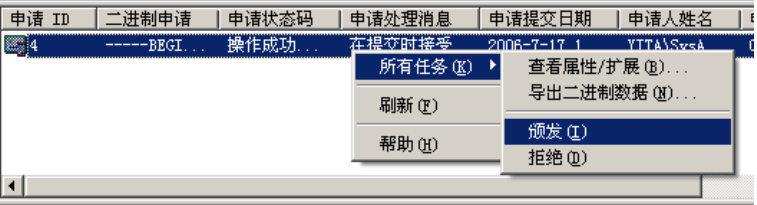 申请 ID 二进制申请 申请状态码 申请处理消息 申请提交日期 申请人姓名
4 -----BEGI... 操作成功... 在提交时接受 2006-7-17 1 YITA\SysA
所有任务(K) 查看属性/扩展(B)...
导出二进制数据(N)...
刷新(F)
颁发(I)
帮助(H)
拒绝(D)